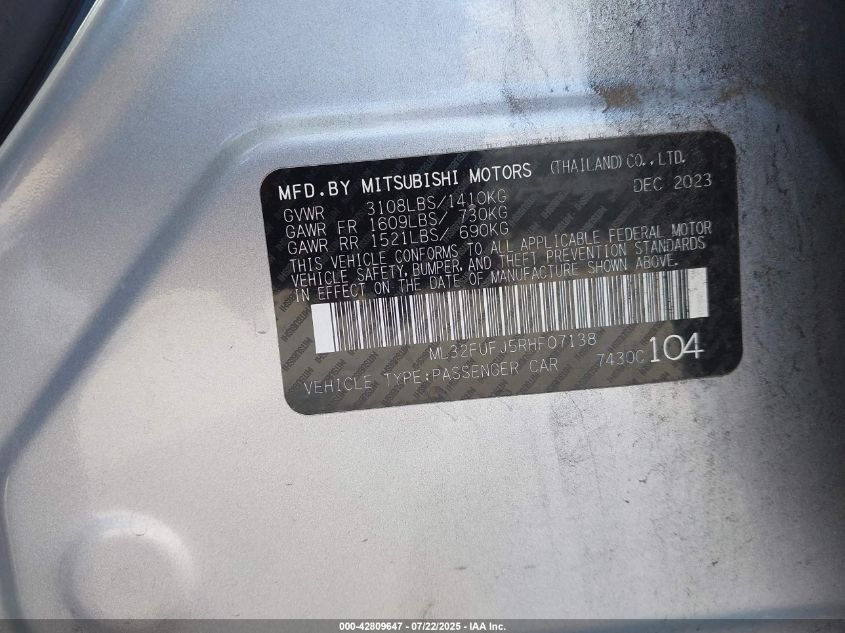 MFD.BY MITSUBISHI MOTORS (THAILAND) CO.,LTD.
DEC 2023
GVWR 3108LBS/1410KG
GAWR FR 1609LBS/ 730KG
GAWR RR 1521LBS/ 690KG
THIS VEHICLE CONFORMS TO ALL APPLICABLE FEDERAL MOTOR
VEHICLE SAFETY, BUMPER, AND THEFT PREVENTION STANDARDS
IN EFFECT ON THE DATE OF MANUFACTURE SHOWN ABOVE.
ML32FUFJ5RHF07138
VEHICLE TYPE:PASSENGER CAR 7430C 104
000-42809647 - 07/22/2025 - IAA Inc.